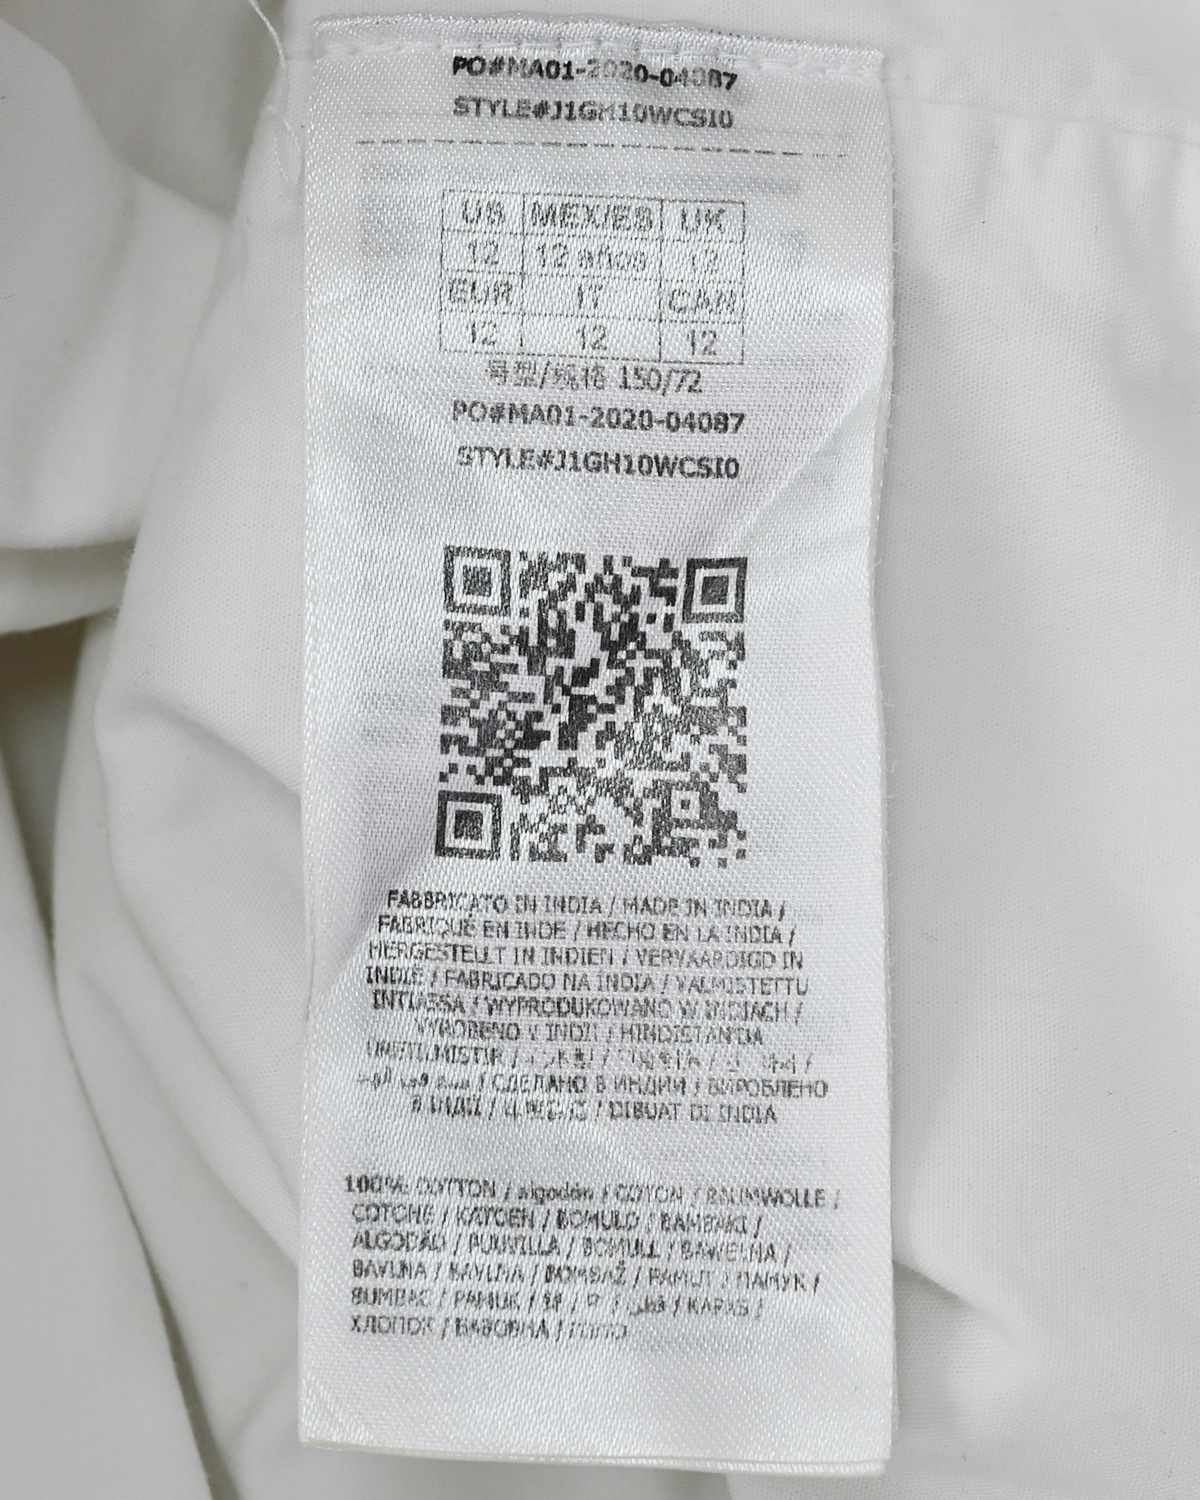 PO#MA01-2020-04087
STYLE#J1GH10WCSI0
US MEX/ES UK
12 12 años 12
EUR IT CAN
12 12 12
号型/规格 150/72
PO#MA01-2020-04087
STYLE#J1GH10WCSI0
FABBRICATO IN INDIA / MADE IN INDIA /
FABRIQUÉ EN INDE / HECHO EN LA INDIA /
HERGESTELLT IN INDIEN / VERVAARDIGD IN
INDIE / FABRICADO NA INDIA / VALMISTETTU
INTIASSA / WYPRODUKOWANO W INDIACH /
VYROBENO V INDII / HINDISTAN'DA
/ СДЕЛАНО В ИНДИИ / ВИРОБЛЕНО
/ DIBUAT DI INDIA
100% COTTON / algodón / COTON / BAUMWOLLE /
COTONE / KATOEN / BOMULD / BAMBAKI /
ALGODÃO / PUUVILLA / BOMULL / BAWEŁNA /
BAVLNA / BAVLNA / BOMBAŽ / PAMUT / ПАМУК /
BUMBAC / PAMUK / 棉 / قطن /
ХЛОПОК / БАВОВНА /